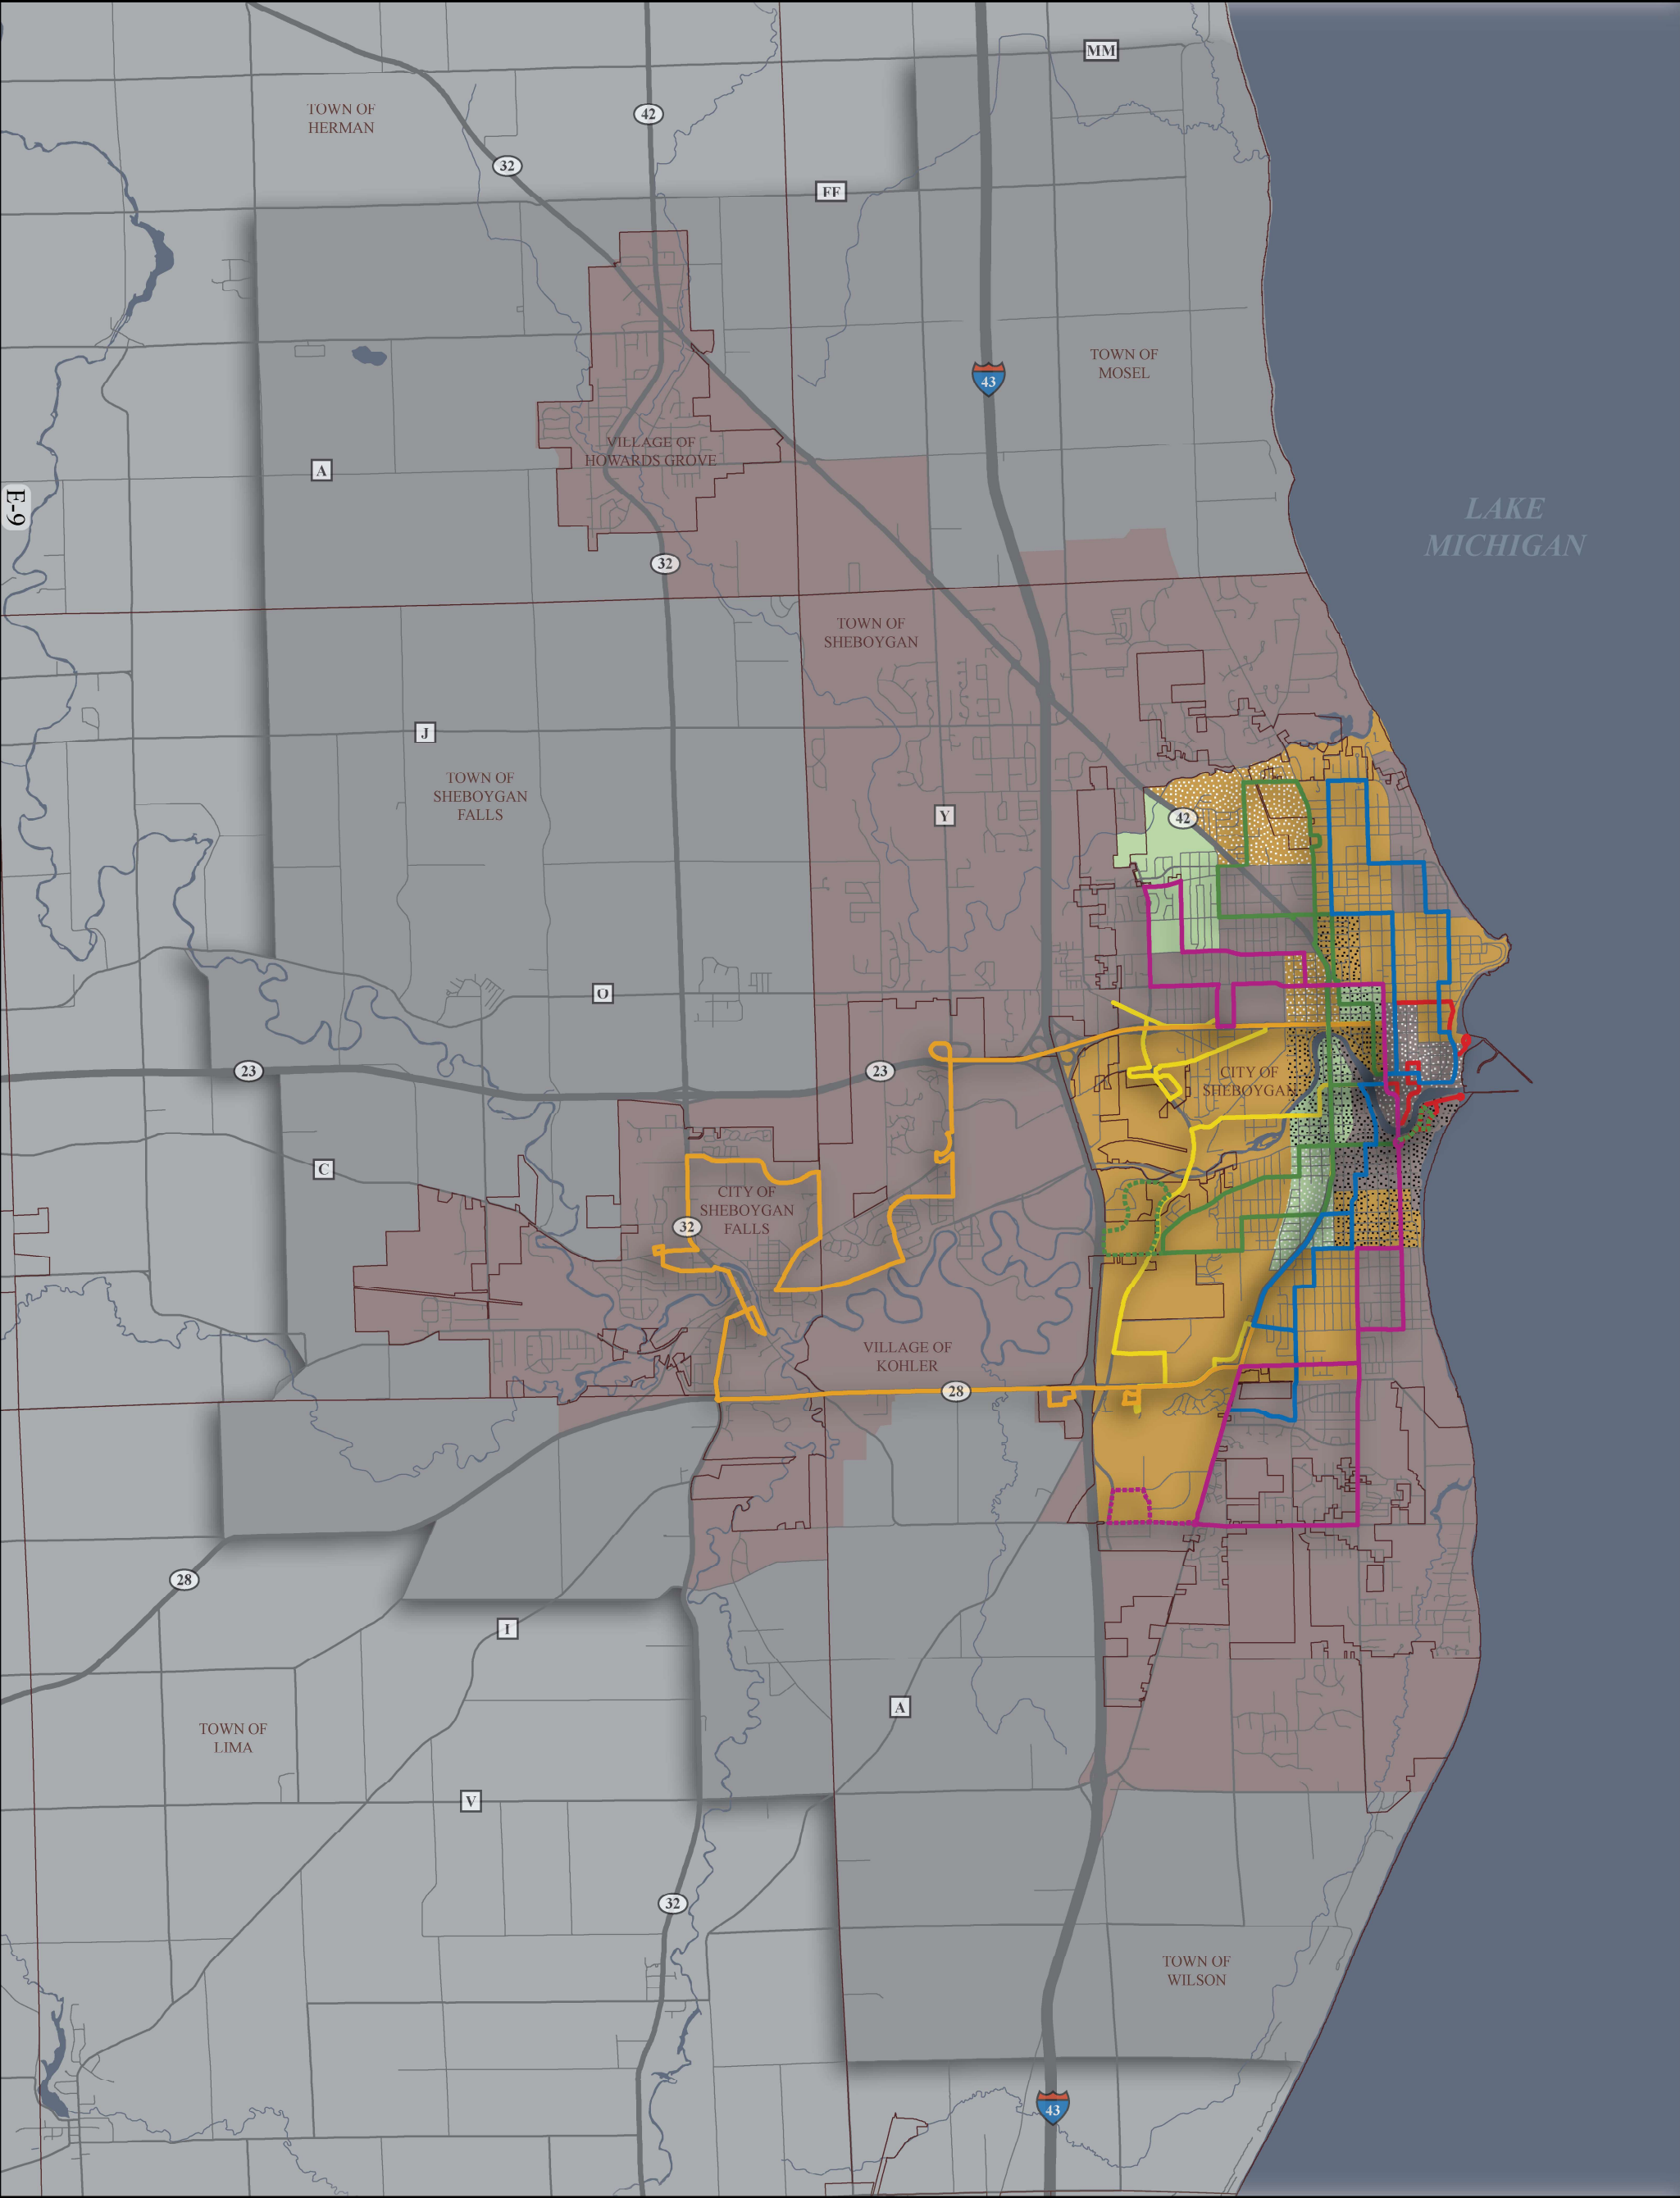 MM
TOWN OF
HERMAN
42
32
FF
TOWN OF
MOSEL
43
VILLAGE OF
HOWARDS GROVE
A
E-9
LAKE
MICHIGAN
32
TOWN OF
SHEBOYGAN
J
TOWN OF
SHEBOYGAN
FALLS
Y
42
O
23
23
CITY OF
SHEBOYGAN
C
CITY OF
SHEBOYGAN
FALLS
32
VILLAGE OF
KOHLER
28
28
I
A
TOWN OF
LIMA
V
32
TOWN OF
WILSON
43